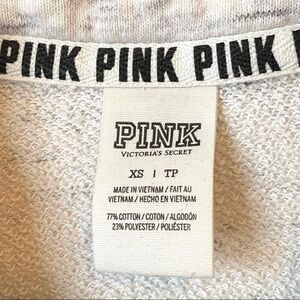 PINK PINK PINK
PINK
VICTORIA'S SECRET
XS | TP
MADE IN VIETNAM / FAIT AU
VIETNAM / HECHO EN VIETNAM
77% COTTON / COTON / ALGODÓN
23% POLYESTER / POLIÉSTER